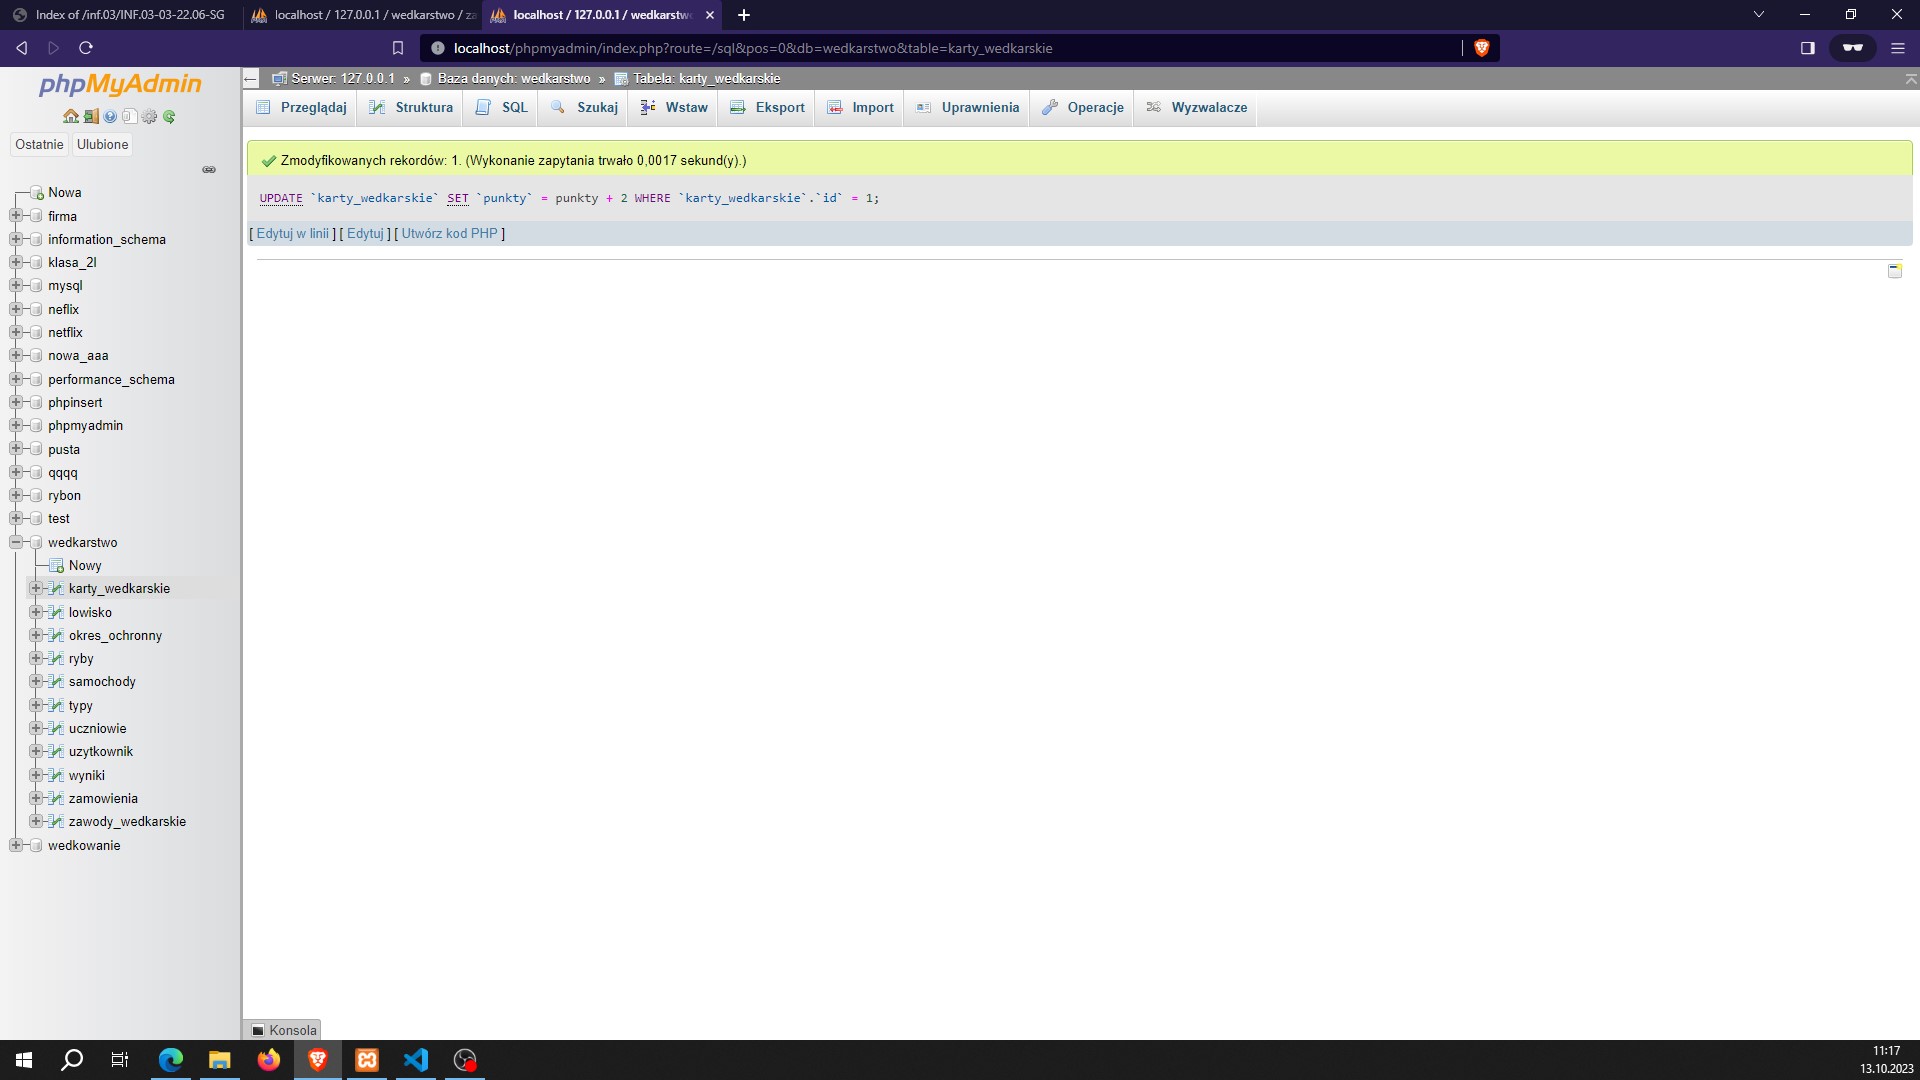 Index of /inf.03/INF.03-03-22.06-SG
localhost / 127.0.0.1 / wedkarstwo / za
localhost / 127.0.0.1 / wedkarstwo
localhost/phpmyadmin/index.php?route=/sql&pos=0&db=wedkarstwo&table=karty_wedkarskie
phpMyAdmin
Ostatnie
Ulubione
Nowa
firma
information_schema
klasa_2l
mysql
neflix
netflix
nowa_aaa
performance_schema
phpinsert
phpmyadmin
pusta
qqqq
rybon
test
wedkarstwo
Nowy
karty_wedkarskie
lowisko
okres_ochronny
ryby
samochody
typy
uczniowie
uzytkownik
wyniki
zamowienia
zawody_wedkarskie
wedkowanie
Serwer: 127.0.0.1 » Baza danych: wedkarstwo » Tabela: karty_wedkarskie
Przeglądaj Struktura SQL Szukaj Wstaw Eksport Import Uprawnienia Operacje Wyzwalacze
Zmodyfikowanych rekordów: 1. (Wykonanie zapytania trwało 0,0017 sekund(y).)
UPDATE `karty_wedkarskie` SET `punkty` = punkty + 2 WHERE `karty_wedkarskie`.`id` = 1;
[ Edytuj w linii ] [ Edytuj ] [ Utwórz kod PHP ]
Konsola
11:17
13.10.2023